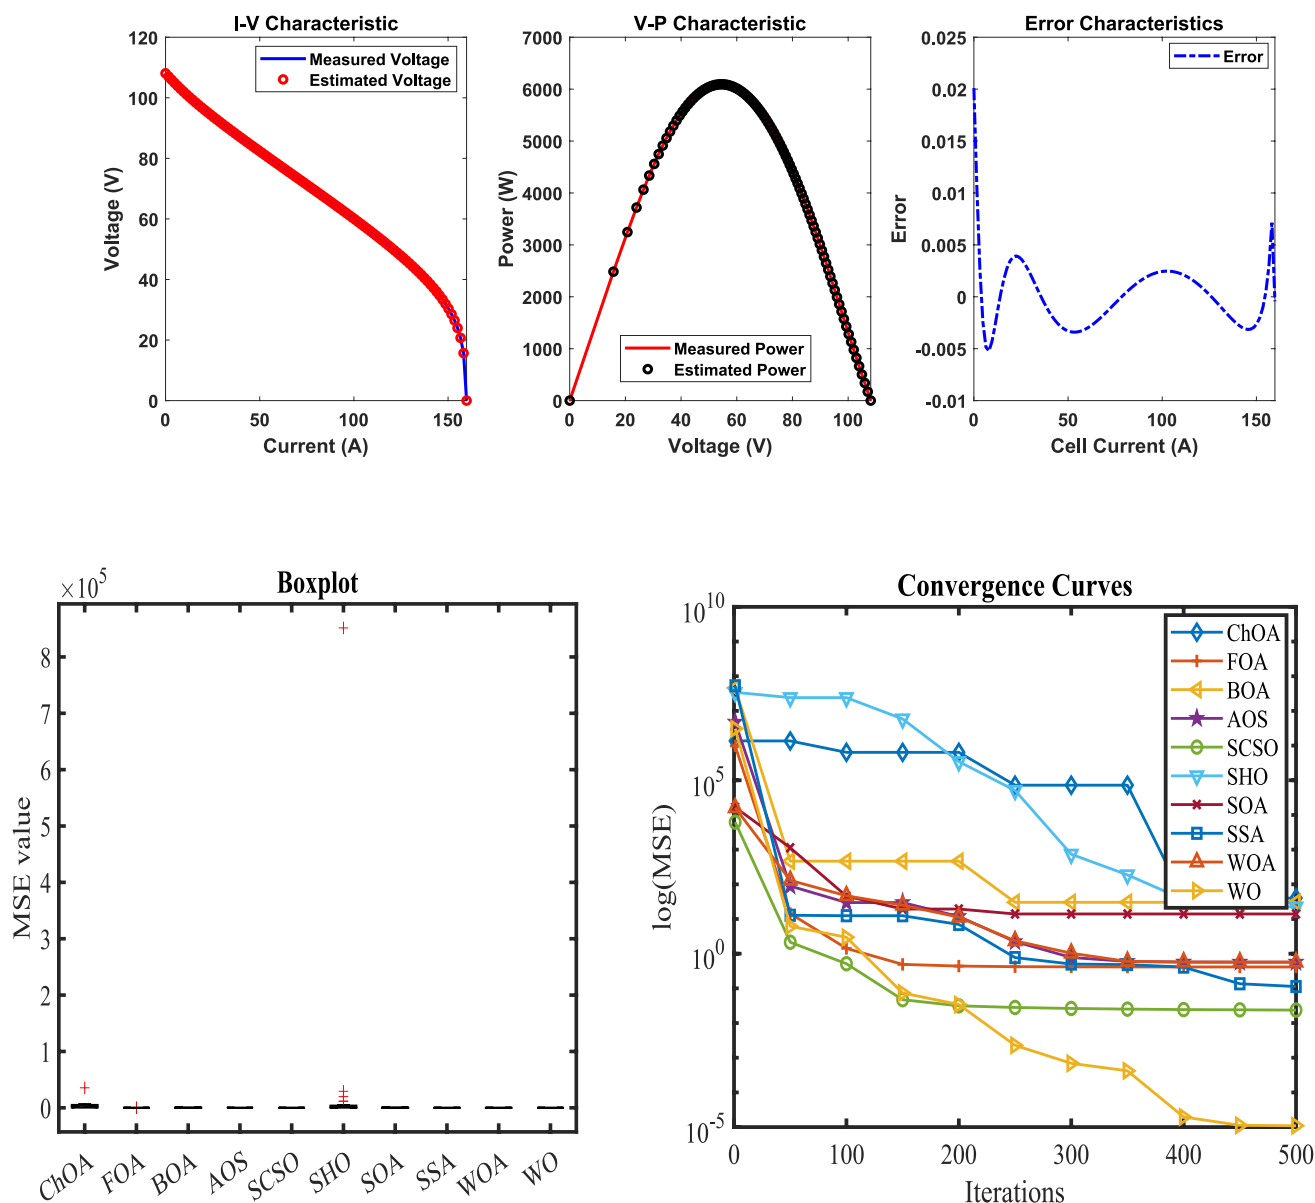 I-V Characteristic
120
100
80
60
40
20
0
Voltage (V)
0 50 100 150
Current (A)
Measured Voltage
Estimated Voltage
V-P Characteristic
7000
6000
5000
4000
3000
2000
1000
0
Power (W)
0 20 40 60 80 100
Voltage (V)
Measured Power
Estimated Power
Error Characteristics
0.025
0.02
0.015
0.01
0.005
0
-0.005
-0.01
Error
0 50 100 150
Cell Current (A)
Error
Boxplot
×10^5
8
7
6
5
4
3
2
1
0
MSE value
ChOA FOA BOA AOS SCSO SHO SOA SSA WOA WO
Convergence Curves
10^10
10^5
10^0
10^-5
log(MSE)
0 100 200 300 400 500
Iterations
ChOA
FOA
BOA
AOS
SCSO
SHO
SOA
SSA
WOA
WO